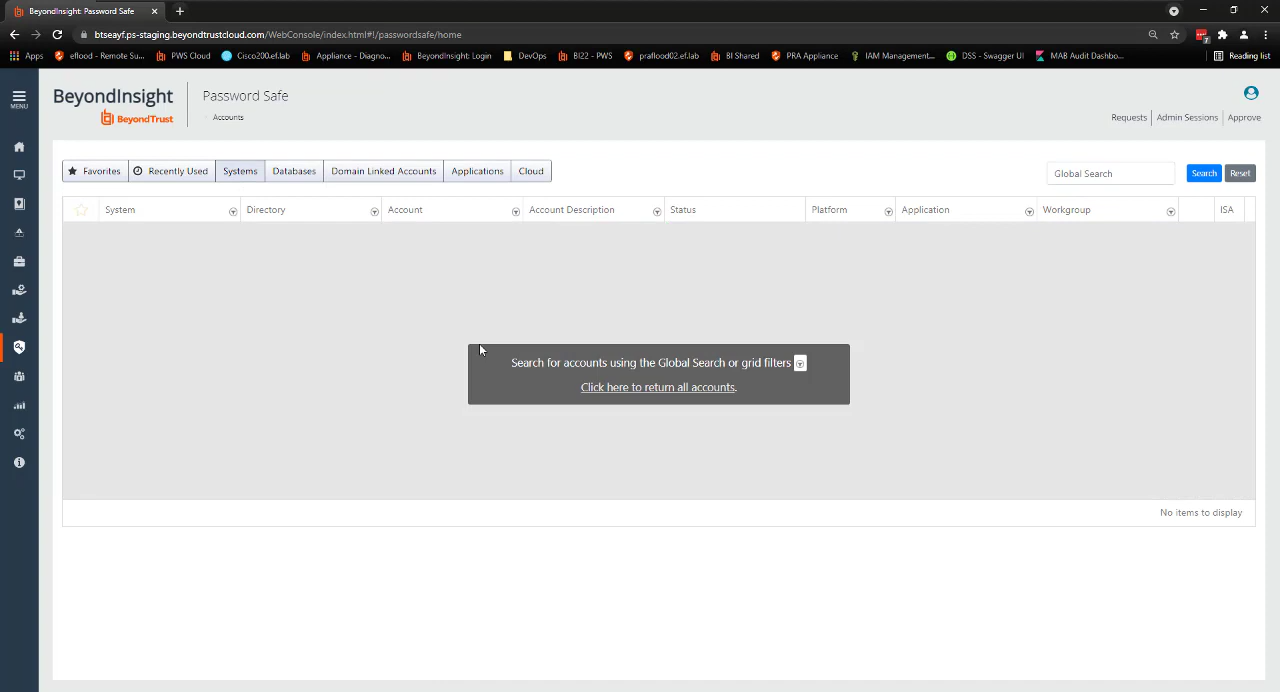 BeyondInsight: Password Safe
btseayf.ps-staging.beyondtrustcloud.com/WebConsole/index.html#!/passwordsafe/home
Apps eflood - Remote Su... PWS Cloud Cisco200.ef.lab Appliance - Diagno... BeyondInsight: Login DevOps BI22 - PWS praflood02.ef.lab BI Shared PRA Appliance IAM Management... DSS - Swagger UI MAB Audit Dashbo... Reading list
MENU
BeyondInsight
BeyondTrust
Password Safe
Accounts
Requests Admin Sessions Approve
Favorites Recently Used Systems Databases Domain Linked Accounts Applications Cloud
Global Search Search Reset
System Directory Account Account Description Status Platform Application Workgroup ISA
Search for accounts using the Global Search or grid filters
Click here to return all accounts.
No items to display